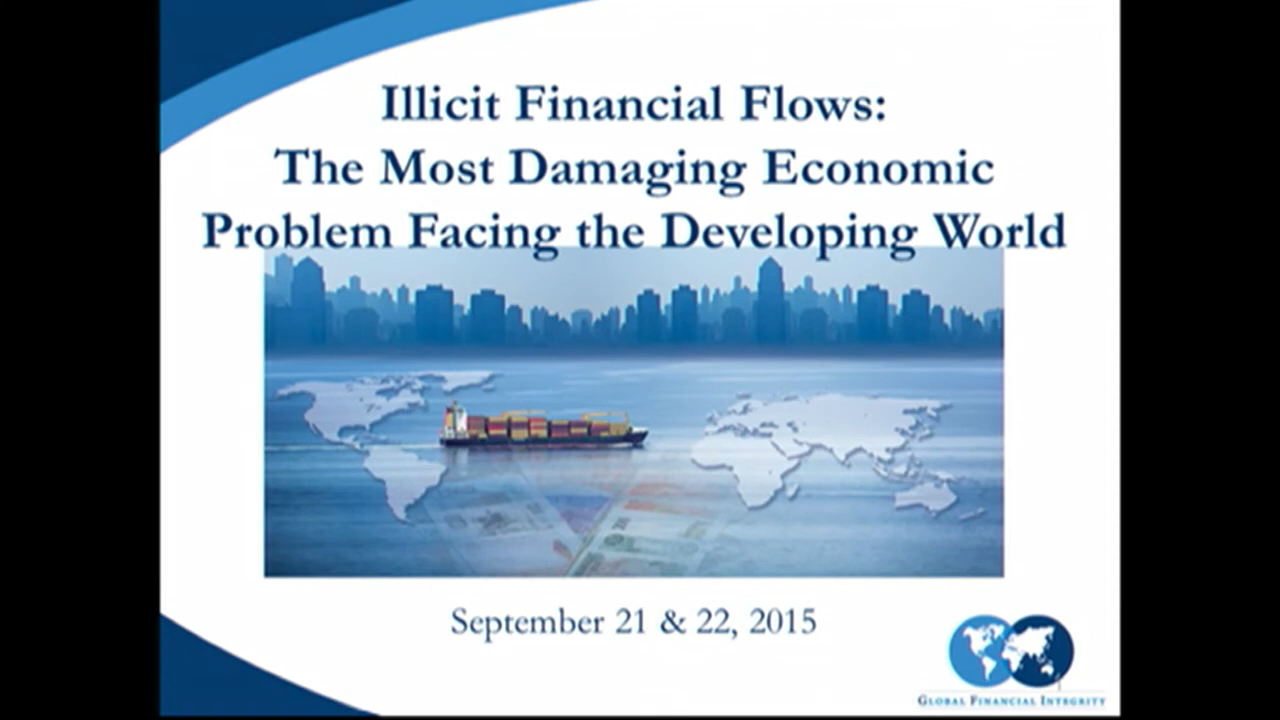 Illicit Financial Flows:
The Most Damaging Economic
Problem Facing the Developing World
September 21 & 22, 2015
GLOBAL FINANCIAL INTEGRITY